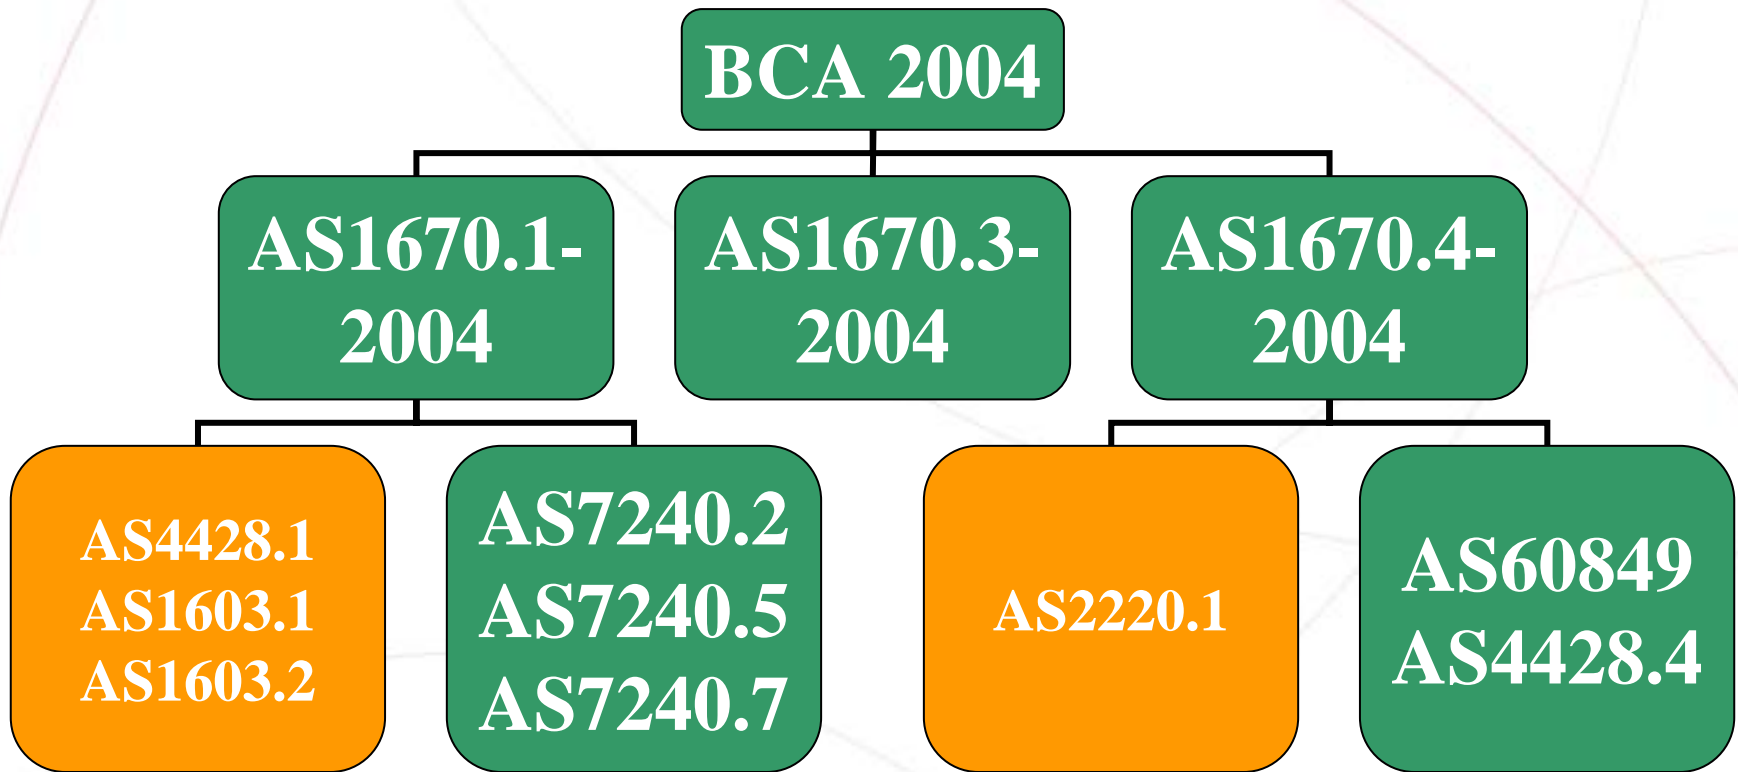 BCA 2004
AS1670.1-
2004
AS1670.3-
2004
AS1670.4-
2004
AS4428.1
AS1603.1
AS1603.2
AS7240.2
AS7240.5
AS7240.7
AS2220.1
AS60849
AS4428.4